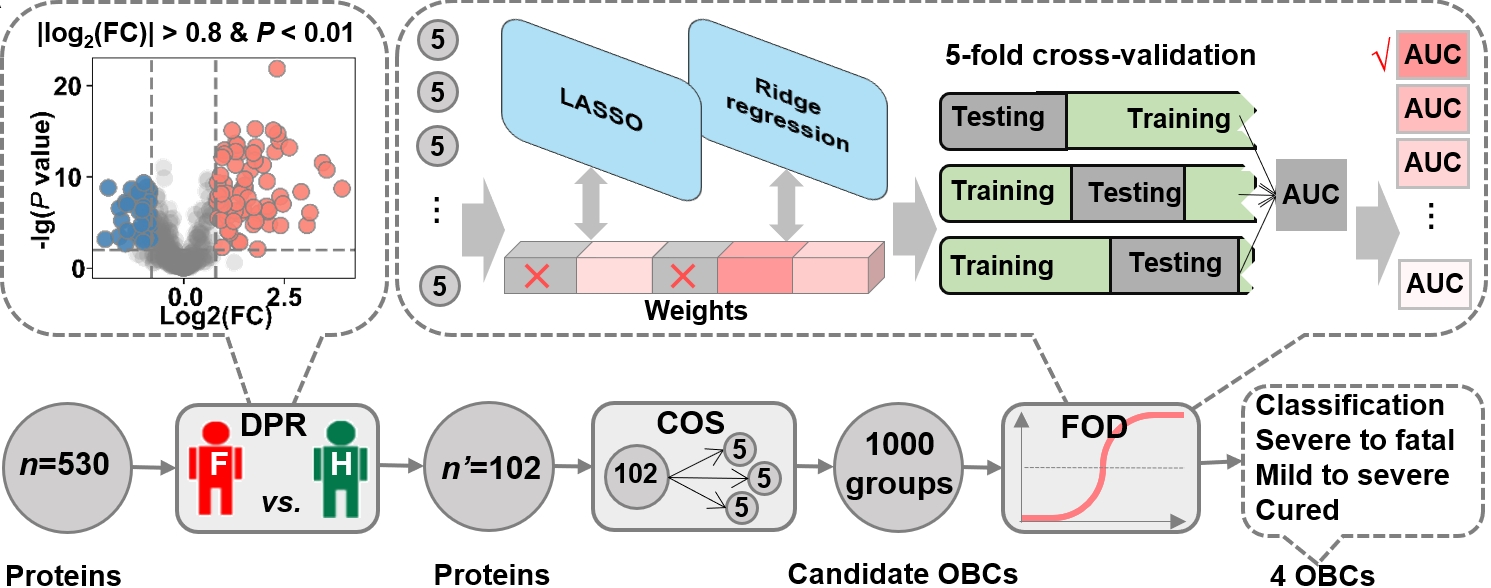 |log2(FC)| > 0.8 & P < 0.01
-lg(P value)
20
10
0
0.0
2.5
Log2(FC)
5
5
5
⋮
5
LASSO
Ridge
regression
Weights
5-fold cross-validation
Testing
Training
Training
Testing
Training
Testing
AUC
√
AUC
AUC
AUC
⋮
AUC
n=530
Proteins
DPR
F
H
vs.
n’=102
Proteins
COS
102
5
5
5
1000
groups
Candidate OBCs
FOD
Classification
Severe to fatal
Mild to severe
Cured
4 OBCs